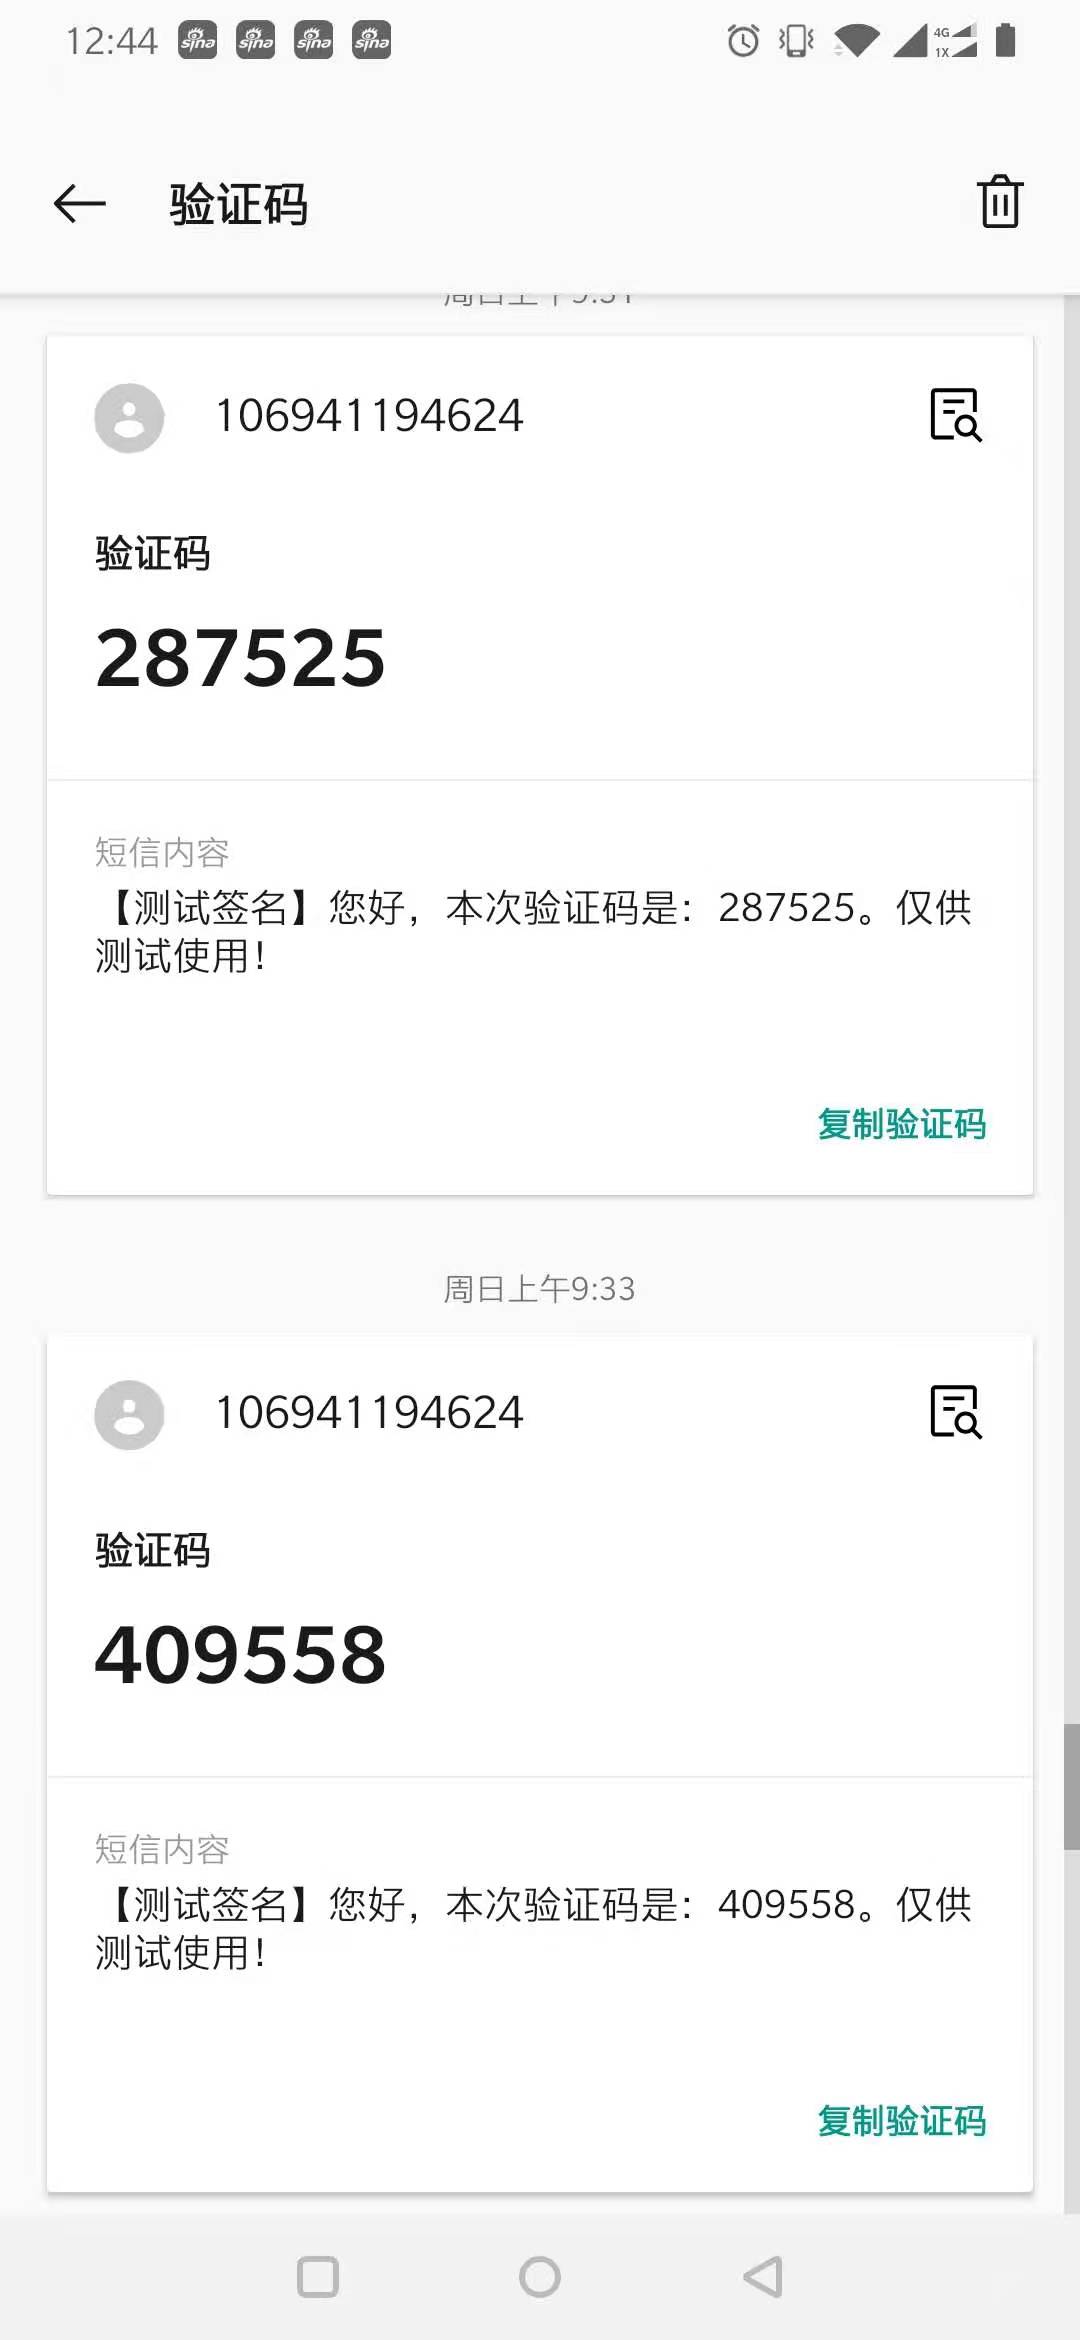 12:44
sina sina sina sina
4G
1X
验证码
106941194624
验证码
287525
短信内容
【测试签名】您好，本次验证码是：287525。仅供
测试使用！
复制验证码
周日上午9:33
106941194624
验证码
409558
短信内容
【测试签名】您好，本次验证码是：409558。仅供
测试使用！
复制验证码